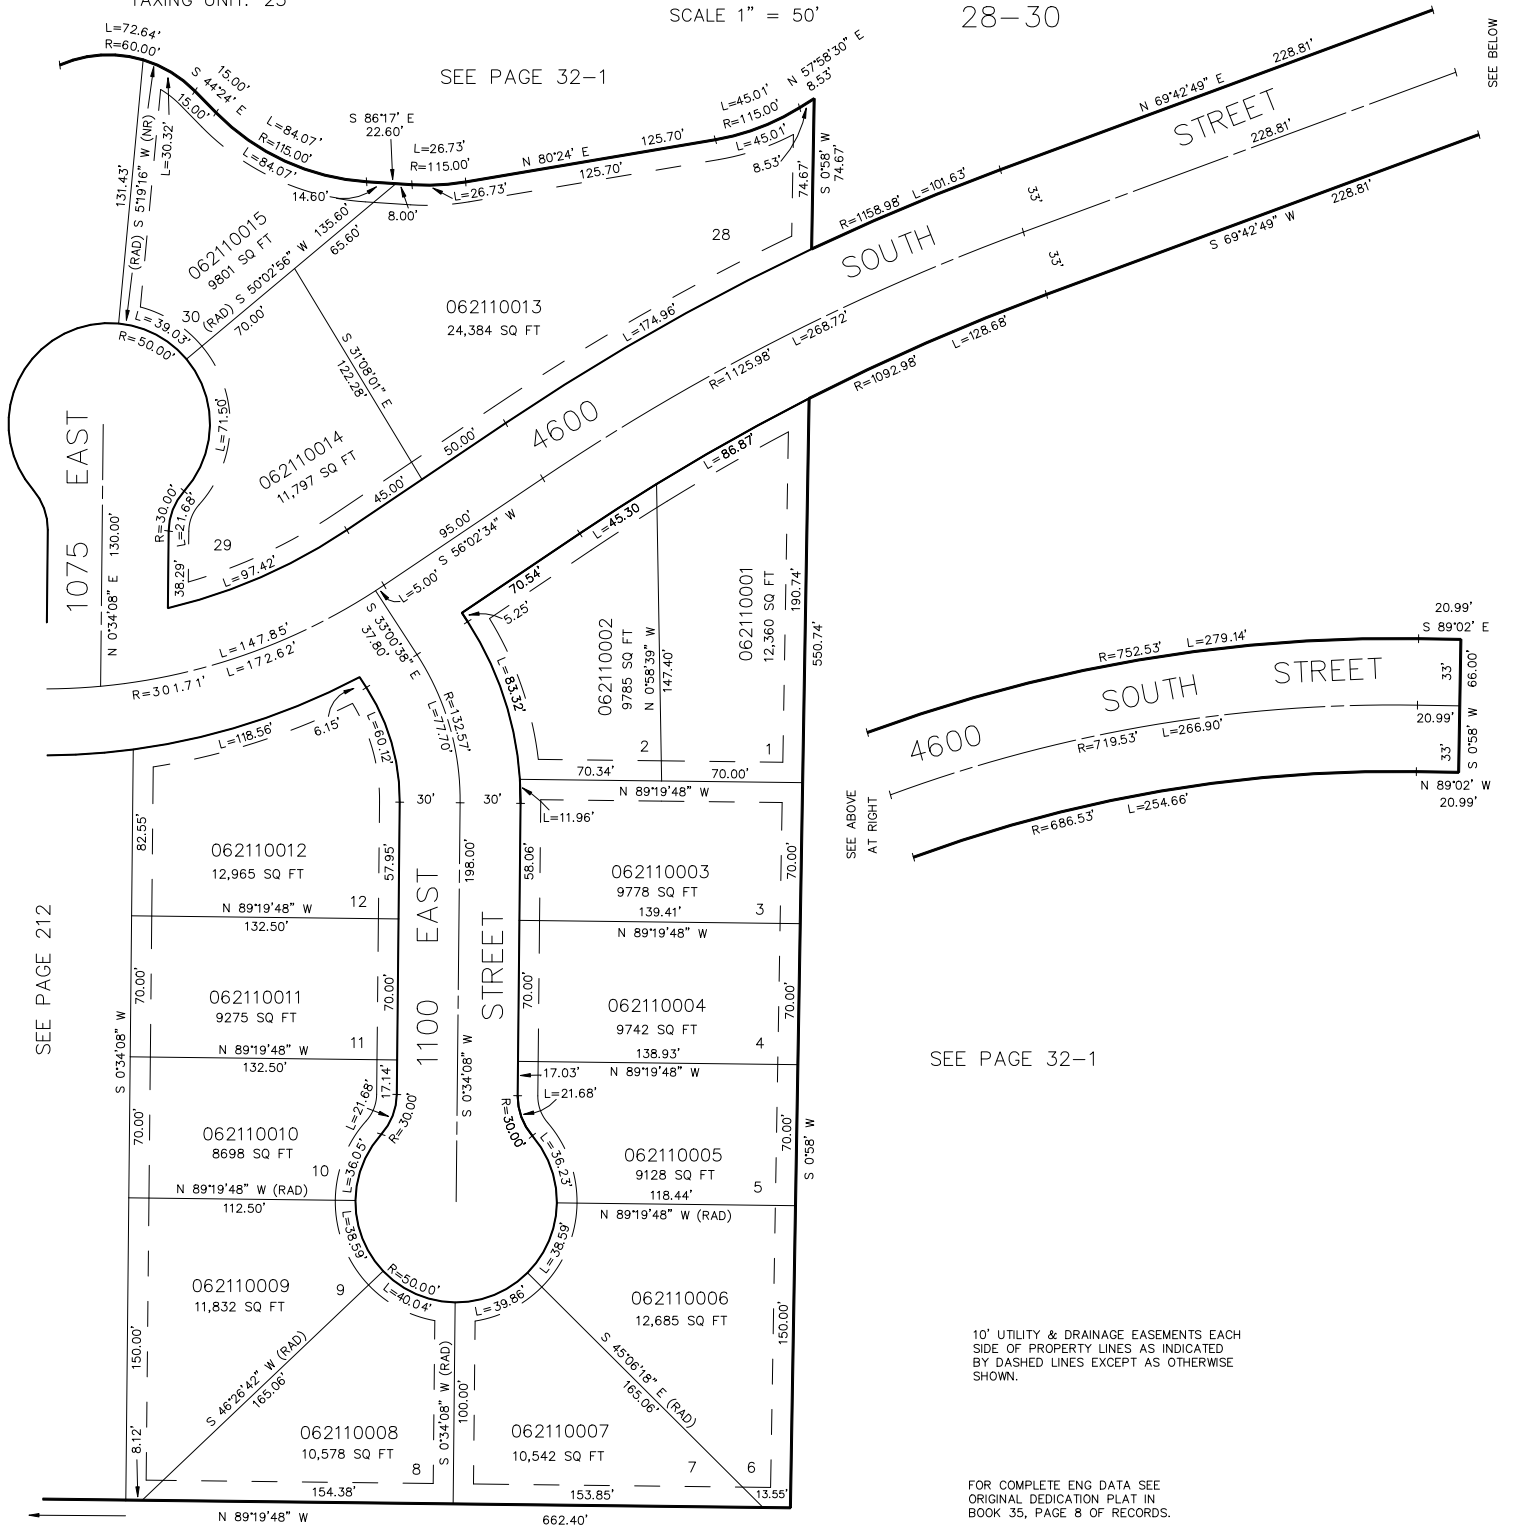 SCALE 1" = 50'
28-30
SEE BELOW
SEE PAGE 32-1
L=72.64'
R=60.00'
15.00'
S 44°24' E
15.00'
L=30.32'
131.43'
(RAD) S 5°19'16" W (NR)
L=84.07'
R=115.00'
L=84.07'
S 86°17' E
22.60'
14.60'
8.00'
L=26.73'
R=115.00'
L=26.73'
N 80°24' E
125.70'
125.70'
L=45.01'
R=115.00'
L=45.01'
N 57°58'30" E
8.53'
8.53'
74.67'
S 0°58' W
74.67'
062110015
9801 SQ FT
30
(RAD) S 50°02'56" W 135.60'
65.60'
70.00'
L=39.03'
R=50.00'
28
062110013
24,384 SQ FT
S 31°08'01" E
122.28'
L=174.96'
50.00'
45.00'
L=71.50'
062110014
11,797 SQ FT
29
R=30.00'
L=21.68'
38.29'
L=97.42'
1075 EAST
N 0°34'08" E 130.00'
N 69°42'49" E
228.81'
STREET
228.81'
R=1158.98' L=101.63'
33'
33'
SOUTH
S 69°42'49" W
228.81'
R=1125.98' L=268.72'
R=1092.98' L=128.68'
4600
95.00'
S 56°02'34" W
L=5.00'
L=147.85'
L=172.62'
R=301.71'
S 33°00'38" E
37.80'
L=86.87'
L=45.30
70.54'
5.25'
L=83.32'
R=132.57'
L=77.70'
062110002
9785 SQ FT
N 0°58'39" W
147.40'
2
062110001
12,360 SQ FT
190.74'
1
550.74'
70.34'
70.00'
N 89°19'48" W
L=118.56'
6.15'
L=60.12'
30'
30'
L=11.96'
82.55'
062110012
12,965 SQ FT
57.95'
12
N 89°19'48" W
132.50'
198.00'
58.06'
062110003
9778 SQ FT
70.00'
139.41'
3
N 89°19'48" W
1100 EAST
STREET
S 0°34'08" W
SEE PAGE 212
S 0°34'08" W
70.00'
062110011
9275 SQ FT
70.00'
11
N 89°19'48" W
132.50'
70.00'
062110004
9742 SQ FT
70.00'
4
138.93'
N 89°19'48" W
17.14'
17.03'
L=21.68'
R=30.00'
L=21.68'
R=30.00'
70.00'
062110010
8698 SQ FT
10
L=36.05'
N 89°19'48" W (RAD)
112.50'
L=36.23'
062110005
9128 SQ FT
70.00'
5
118.44'
N 89°19'48" W (RAD)
S 0°58' W
L=38.59'
R=50.00'
L=40.04'
L=39.86'
L=38.59'
062110009
11,832 SQ FT
9
150.00'
S 46°26'42" W (RAD)
165.06'
8.12'
062110008
10,578 SQ FT
8
154.38'
S 0°34'08" W (RAD)
100.00'
062110007
10,542 SQ FT
7
153.85'
062110006
12,685 SQ FT
6
S 45°06'18" E (RAD)
165.06'
150.00'
13.55'
N 89°19'48" W
662.40'
SEE ABOVE
AT RIGHT
4600 SOUTH STREET
R=752.53' L=279.14'
R=719.53' L=266.90'
R=686.53' L=254.66'
20.99'
S 89°02' E
33'
66.00'
20.99'
33'
S 0°58' W
N 89°02' W
20.99'
SEE PAGE 32-1
10' UTILITY & DRAINAGE EASEMENTS EACH
SIDE OF PROPERTY LINES AS INDICATED
BY DASHED LINES EXCEPT AS OTHERWISE
SHOWN.
FOR COMPLETE ENG DATA SEE
ORIGINAL DEDICATION PLAT IN
BOOK 35, PAGE 8 OF RECORDS.